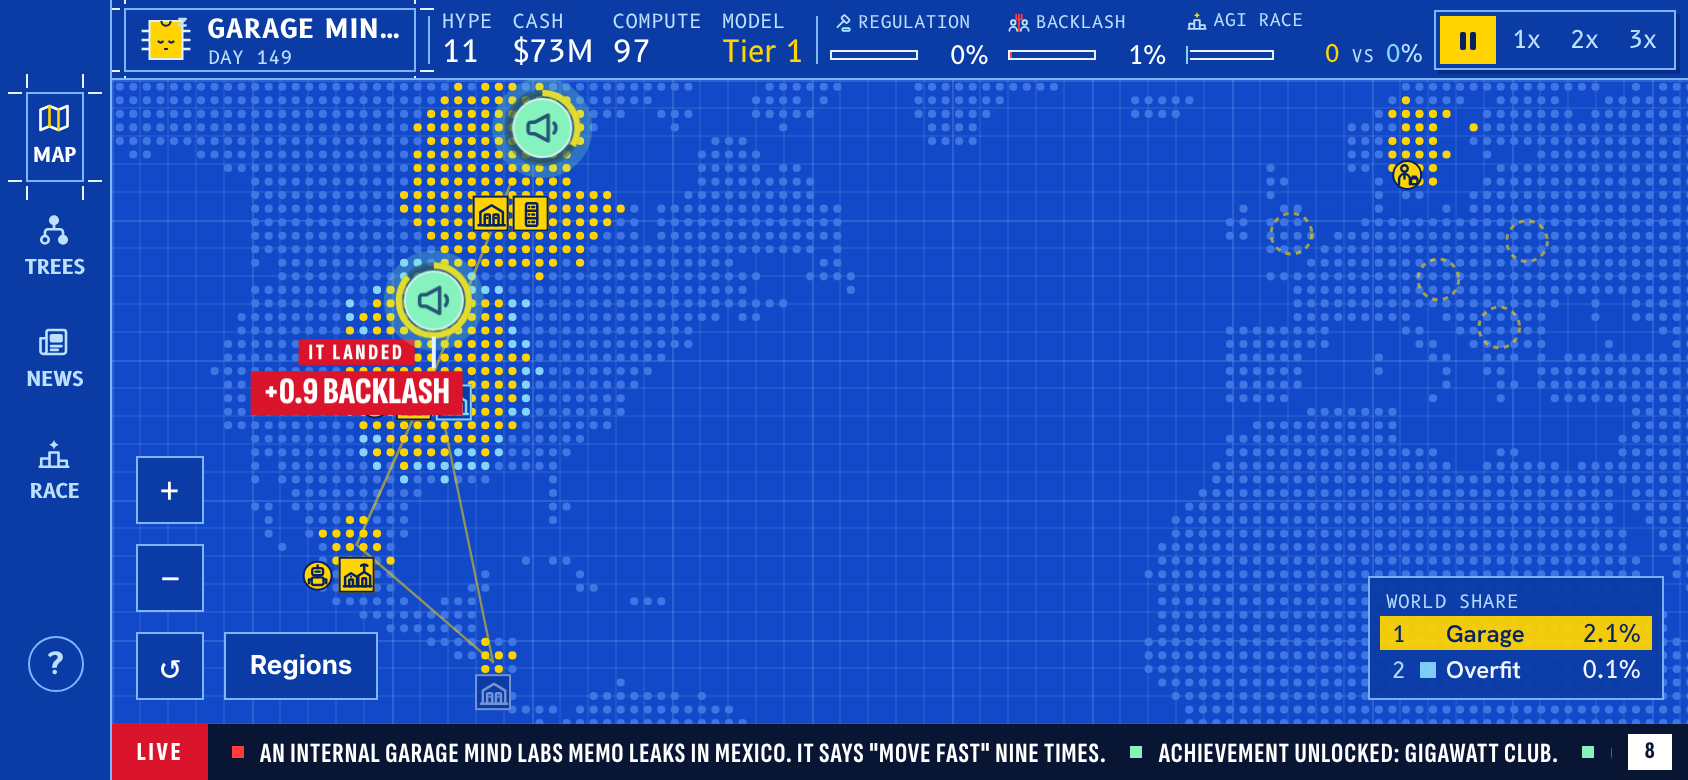 GARAGE MIN...
DAY 149
HYPE
11
CASH
$73M
COMPUTE
97
MODEL
Tier 1
REGULATION
0%
BACKLASH
1%
AGI RACE
0 VS 0%
1x 2x 3x
MAP
TREES
NEWS
RACE
?
IT LANDED
+0.9 BACKLASH
+
−
↺
Regions
WORLD SHARE
1 Garage 2.1%
2 Overfit 0.1%
LIVE
AN INTERNAL GARAGE MIND LABS MEMO LEAKS IN MEXICO. IT SAYS "MOVE FAST" NINE TIMES.
ACHIEVEMENT UNLOCKED: GIGAWATT CLUB.
8